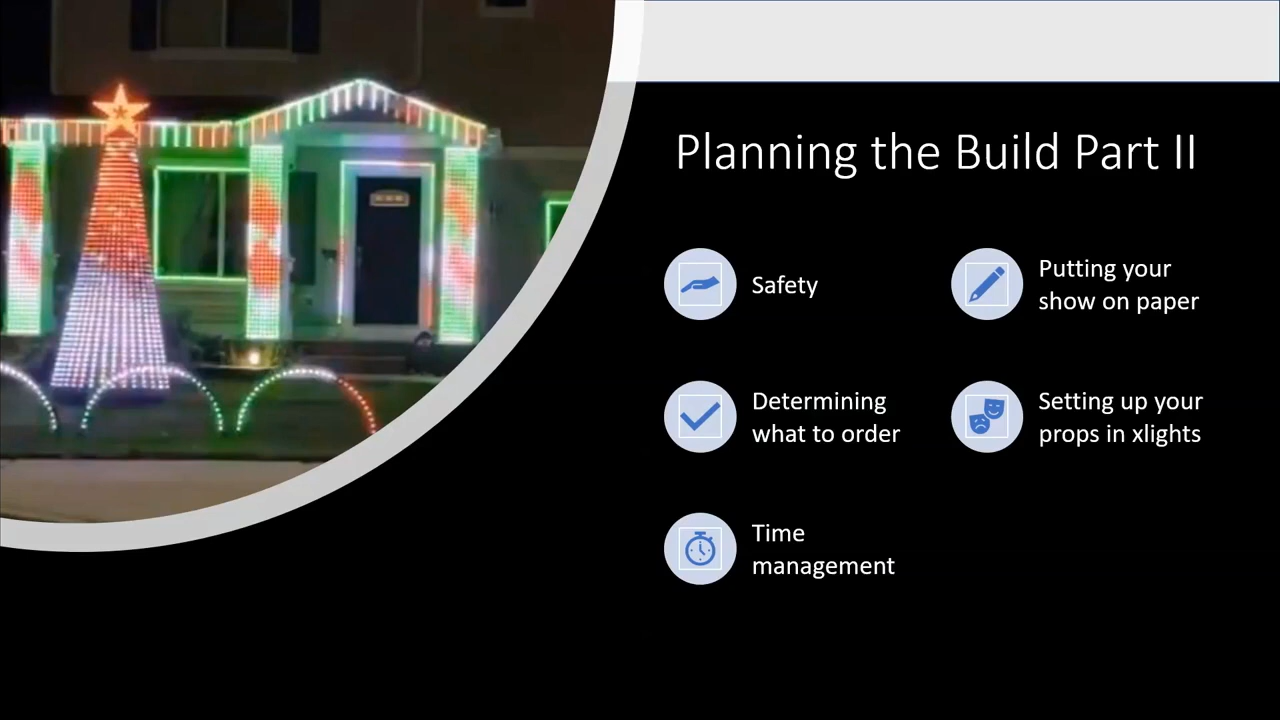 Planning the Build Part II
Safety
Putting your
show on paper
Determining
what to order
Setting up your
props in xlights
Time
management